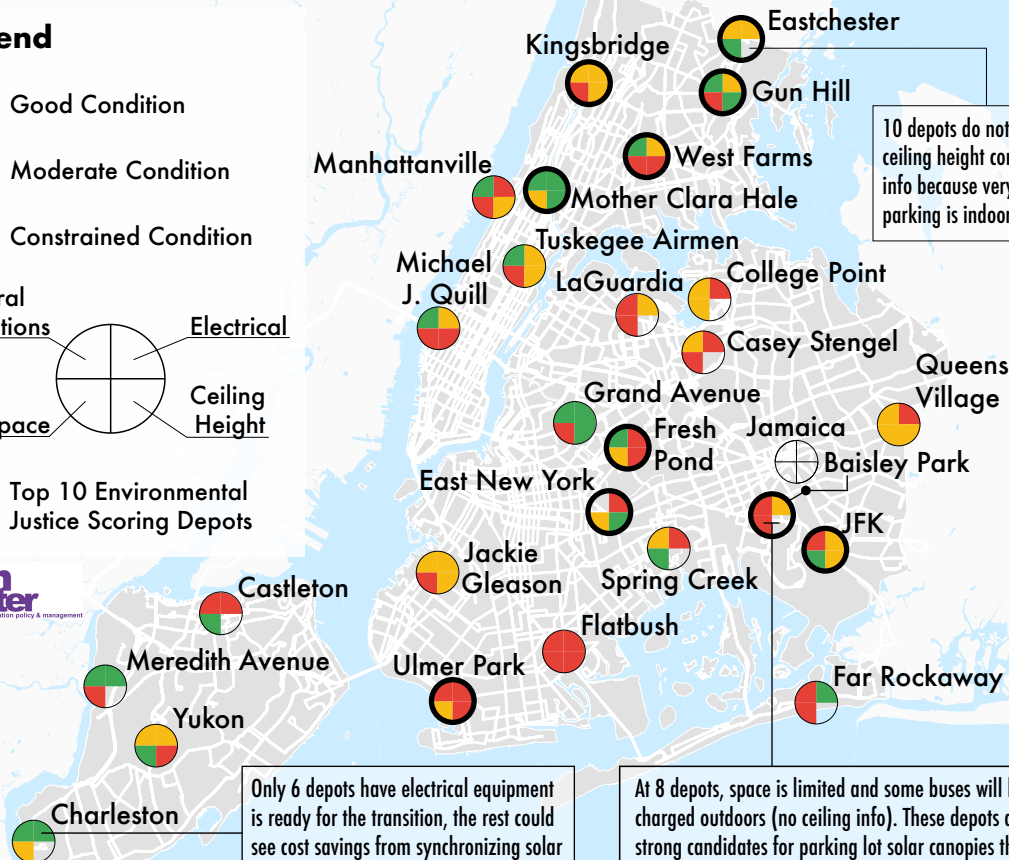 end
Good Condition
Moderate Condition
Constrained Condition
ral
tions
Electrical
pace
Ceiling
Height
Top 10 Environmental
Justice Scoring Depots
n
ter
tion policy & management
Eastchester
Kingsbridge
Gun Hill
10 depots do not
ceiling height con
info because very
parking is indoor
West Farms
Manhattanville
Mother Clara Hale
Tuskegee Airmen
Michael
J. Quill
LaGuardia
College Point
Casey Stengel
Queens
Village
Grand Avenue
Fresh
Pond
Jamaica
Baisley Park
East New York
JFK
Jackie
Gleason
Spring Creek
Castleton
Flatbush
Meredith Avenue
Ulmer Park
Far Rockaway
Yukon
Charleston
Only 6 depots have electrical equipment
is ready for the transition, the rest could
see cost savings from synchronizing solar
At 8 depots, space is limited and some buses will
charged outdoors (no ceiling info). These depots
strong candidates for parking lot solar canopies